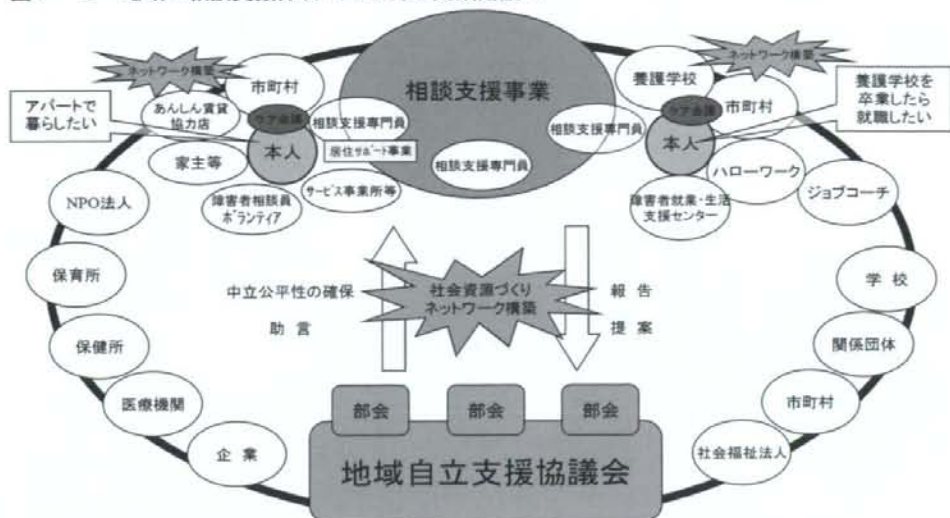 ネットワーク構築
市町村
あんしん賃貸
協力店
アパートで
暮らしたい
ケア会議
本人
家主等
相談支援専門員
居住サポート事業
障害者相談員
ボランティア
サービス事業所等
相談支援事業
相談支援専門員
相談支援専門員
ネットワーク構築
養護学校
市町村
養護学校を
卒業したら
就職したい
ケア会議
本人
ハローワーク
障害者就業・生活
支援センター
ジョブコーチ
NPO法人
保育所
保健所
医療機関
企業
中立公平性の確保
助言
社会資源づくり
ネットワーク構築
報告
提案
学校
関係団体
市町村
社会福祉法人
部会
部会
部会
地域自立支援協議会